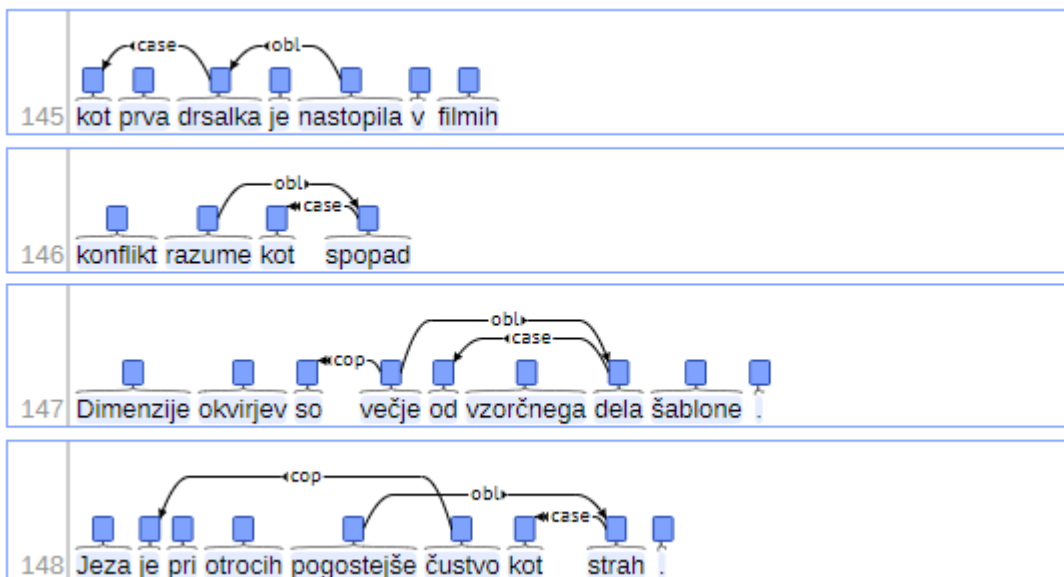 case obl
145 kot prva drsalka je nastopila v filmih
obl
case
146 konflikt razume kot spopad
obl
case
cop
147 Dimenzije okvirjev so večje od vzorčnega dela šablone .
cop
obl
case
148 Jeza je pri otrocih pogostejše čustvo kot strah .